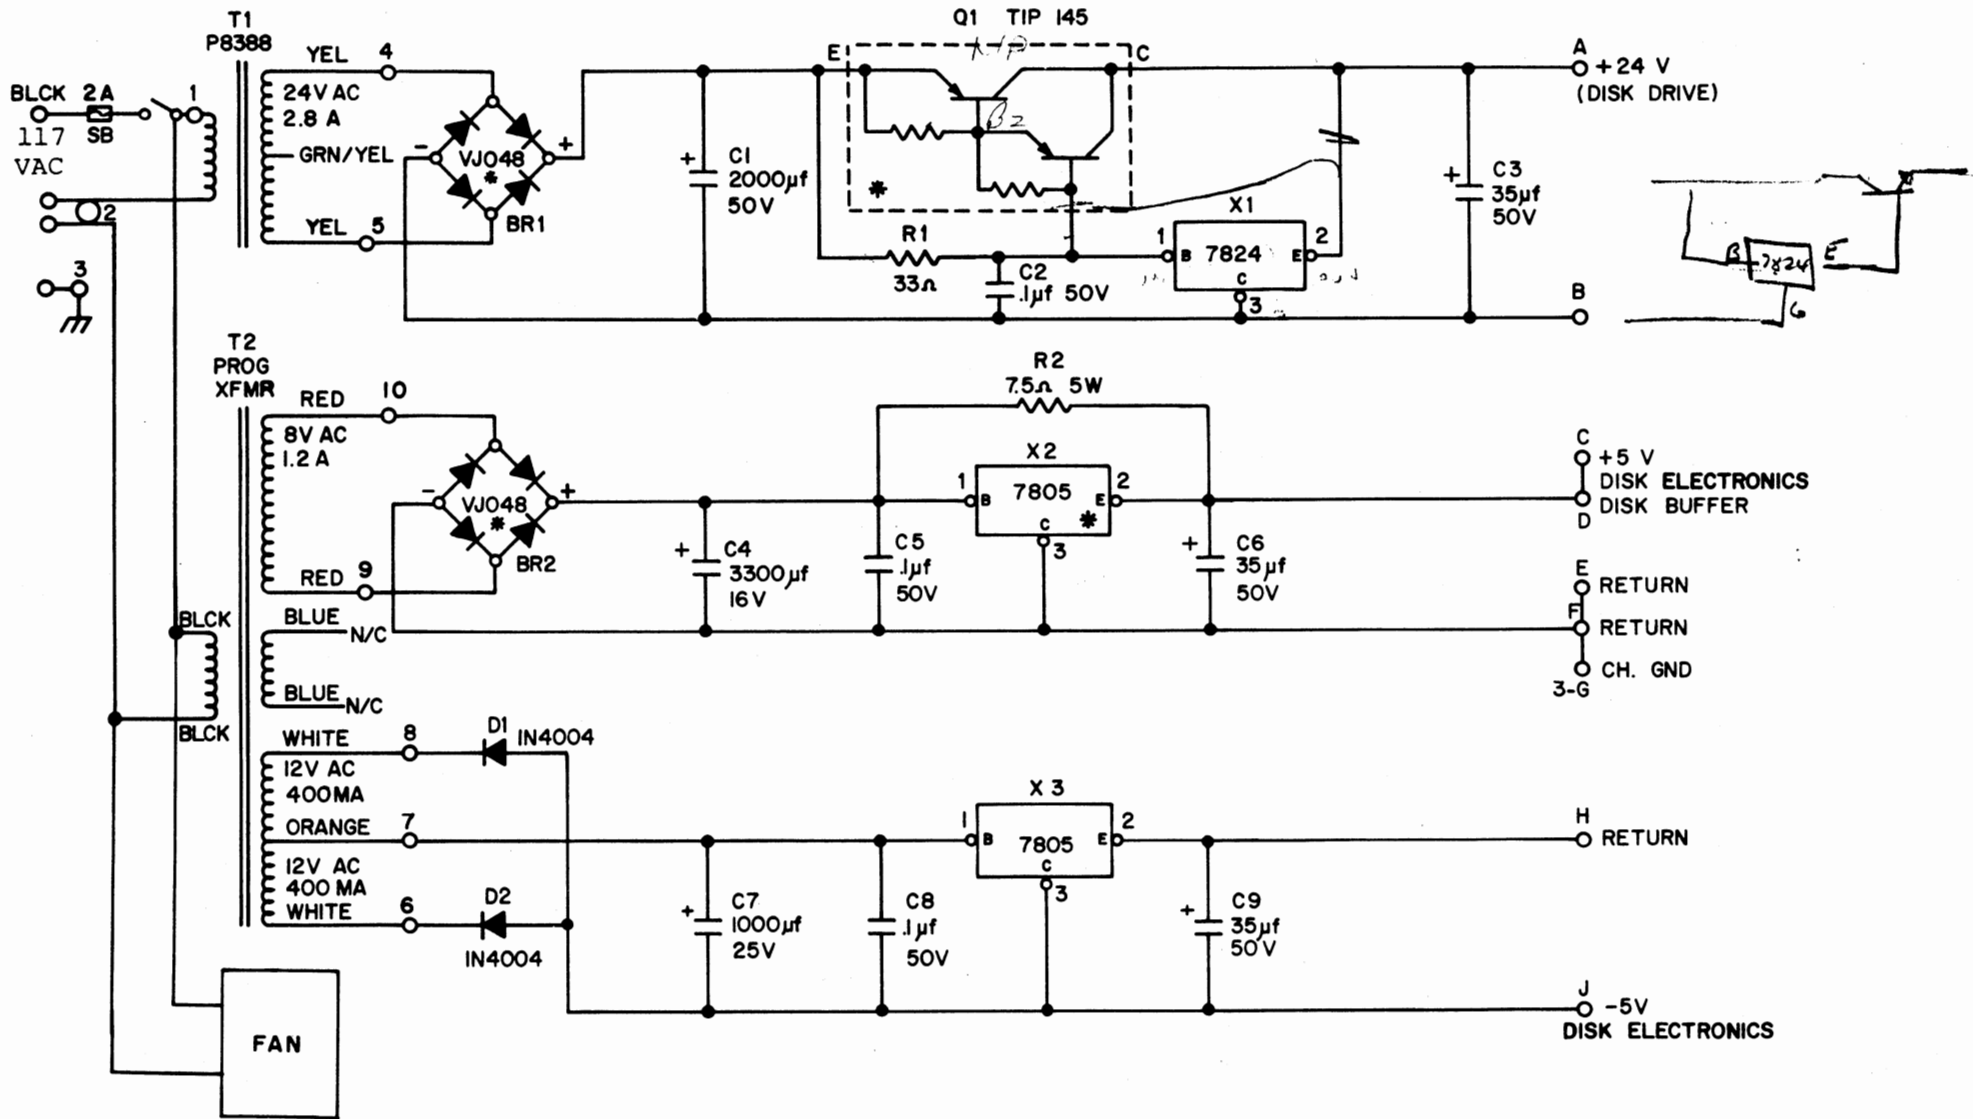 T1
P8388
YEL 4
24V AC
2.8 A
GRN/YEL
YEL 5
BLCK 2A
SB
1
117
VAC
2
3
VJ048
*
BR1
-
+
+
C1
2000µf
50V
Q1 TIP 145
E
C
B2
*
R1
33Ω
C2
.1µf 50V
X1
1
B 7824 E
C
2
3
+
C3
35µf
50V
A
+24 V
(DISK DRIVE)
B
B 7824 E
G
T2
PROG
XFMR
RED 10
8V AC
1.2 A
RED 9
BLUE
N/C
BLUE
N/C
BLCK
BLCK
-
+
VJ048
*
BR2
+
C4
3300µf
16V
C5
.1µf
50V
R2
7.5Ω 5W
X2
1
B 7805 E
C
*
2
3
+
C6
35µf
50V
C
+5 V
DISK ELECTRONICS
DISK BUFFER
D
E
RETURN
F
RETURN
CH. GND
3-G
WHITE 8
12V AC
400MA
ORANGE 7
12V AC
400 MA
WHITE 6
D1
IN4004
D2
IN4004
+
C7
1000µf
25V
C8
.1µf
50V
X 3
1
B 7805 E
C
2
3
+
C9
35µf
50V
H
RETURN
J
-5V
DISK ELECTRONICS
FAN